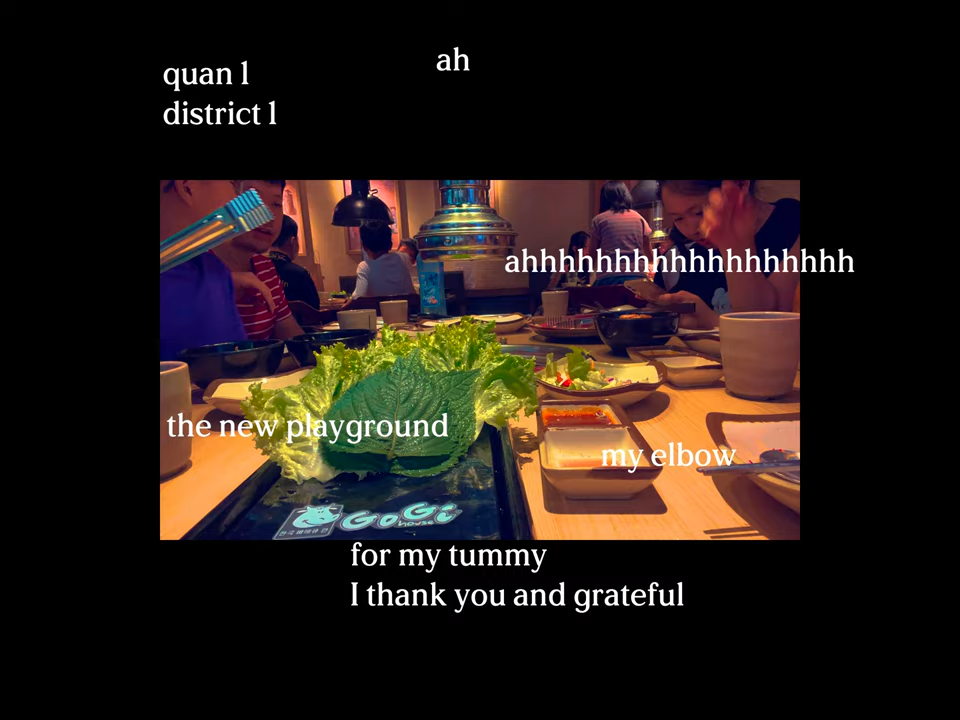 ah
quan 1
district 1
ahhhhhhhhhhhhhhhhhh
the new playground
my elbow
GoGi
house
for my tummy
I thank you and grateful